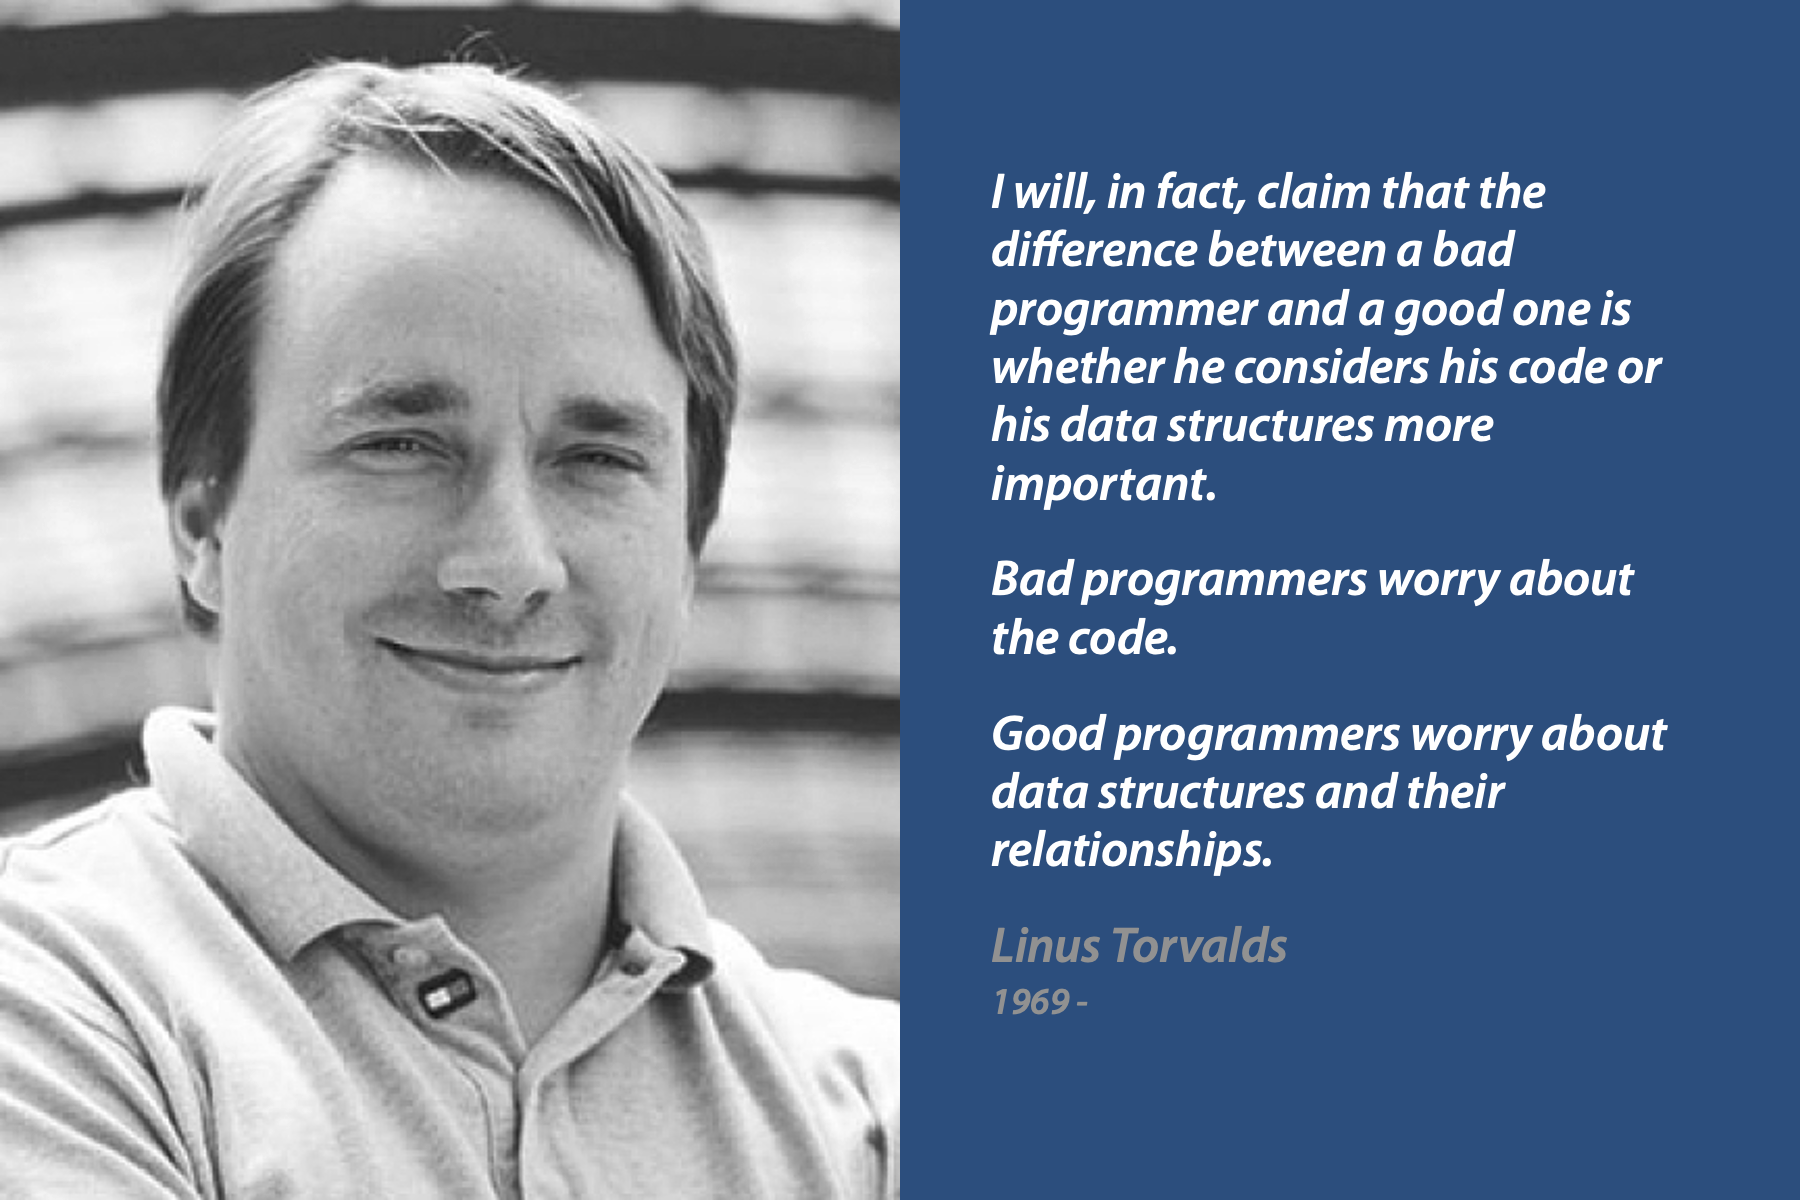 I will, in fact, claim that the
difference between a bad
programmer and a good one is
whether he considers his code or
his data structures more
important.
Bad programmers worry about
the code.
Good programmers worry about
data structures and their
relationships.
Linus Torvalds
1969 -